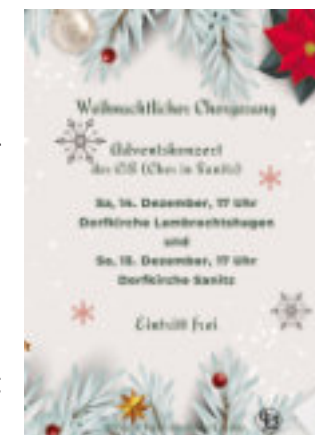 Weihnachtlicher Chorgesang
Adventskonzert
des CiS (Chor in Sanitz)
Sa, 14. Dezember, 17 Uhr
Dorfkirche Lambrechtshagen
und
So, 15. Dezember, 17 Uhr
Dorfkirche Sanitz
Eintritt frei